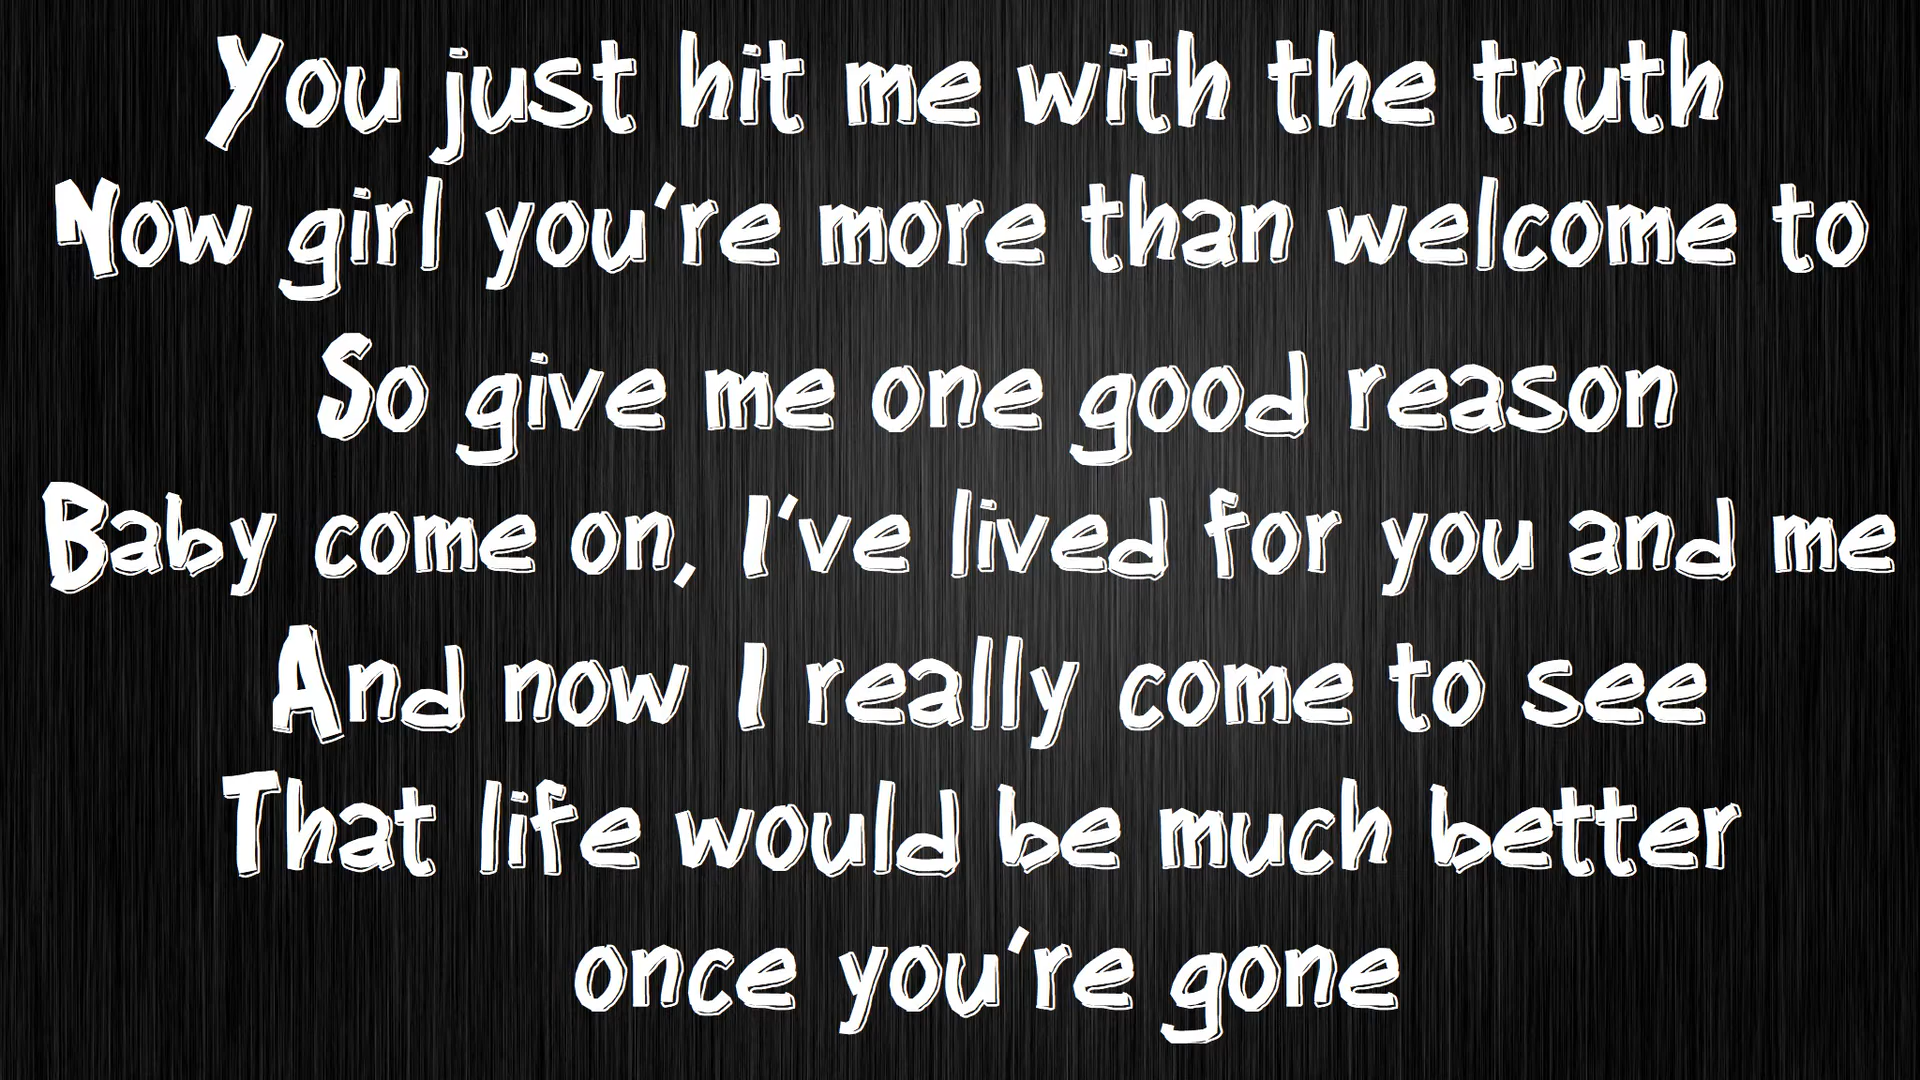 You just hit me with the truth
Now girl you're more than welcome to
So give me one good reason
Baby come on, I've lived for you and me
And now I really come to see
That life would be much better
once you're gone